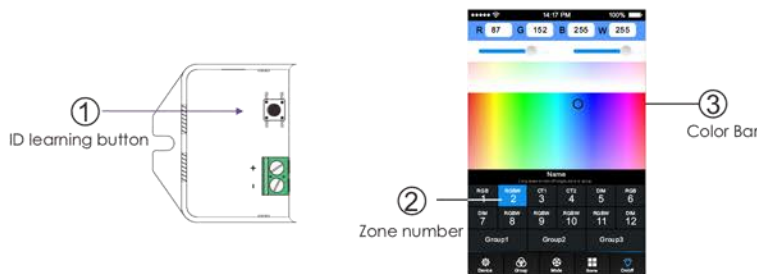 ① ID learning button
+
-
14:17 PM 100%
R 87 G 152 B 255 W 255
Name
RGB 1 RGBW 2 CT1 3 CT2 4 DIM 5 RGB 6
DIM 7 RGBW 8 RGBW 9 RGBW 10 RGBW 11 DIM 12
Group1 Group2 Group3
Device Group Mode Scene On/off
② Zone number
③ Color Bar